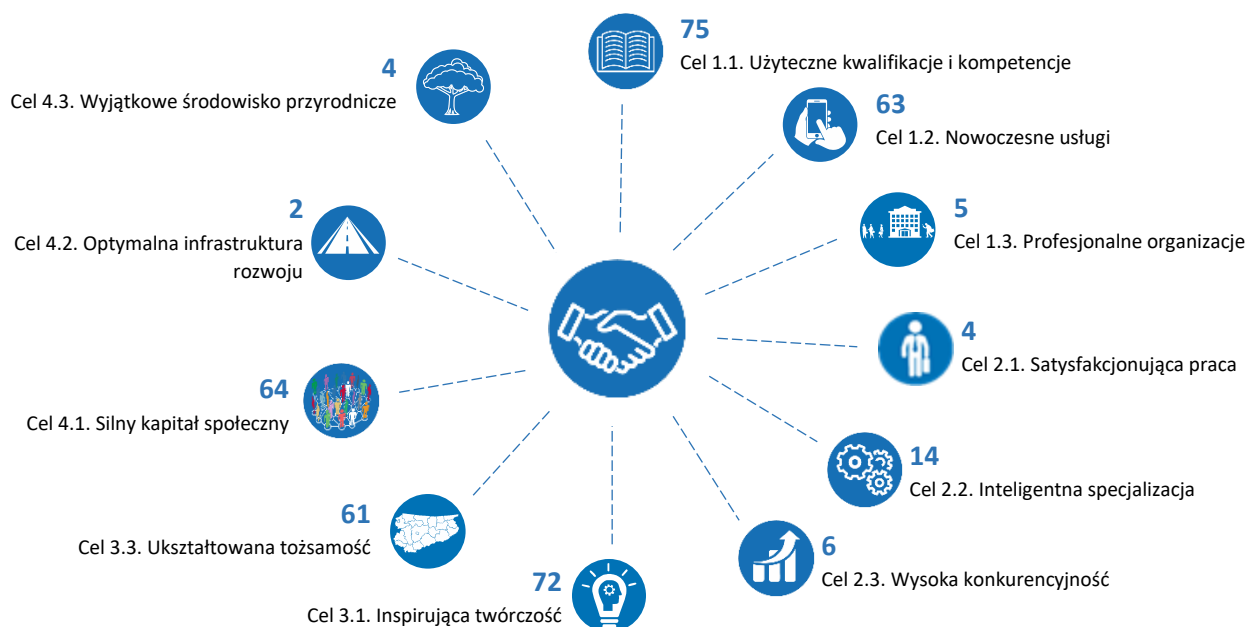 75
Cel 1.1. Użyteczne kwalifikacje i kompetencje
63
Cel 1.2. Nowoczesne usługi
5
Cel 1.3. Profesjonalne organizacje
4
Cel 2.1. Satysfakcjonująca praca
14
Cel 2.2. Inteligentna specjalizacja
6
Cel 2.3. Wysoka konkurencyjność
72
Cel 3.1. Inspirująca twórczość
61
Cel 3.3. Ukształtowana tożsamość
64
Cel 4.1. Silny kapitał społeczny
2
Cel 4.2. Optymalna infrastruktura
rozwoju
4
Cel 4.3. Wyjątkowe środowisko przyrodnicze